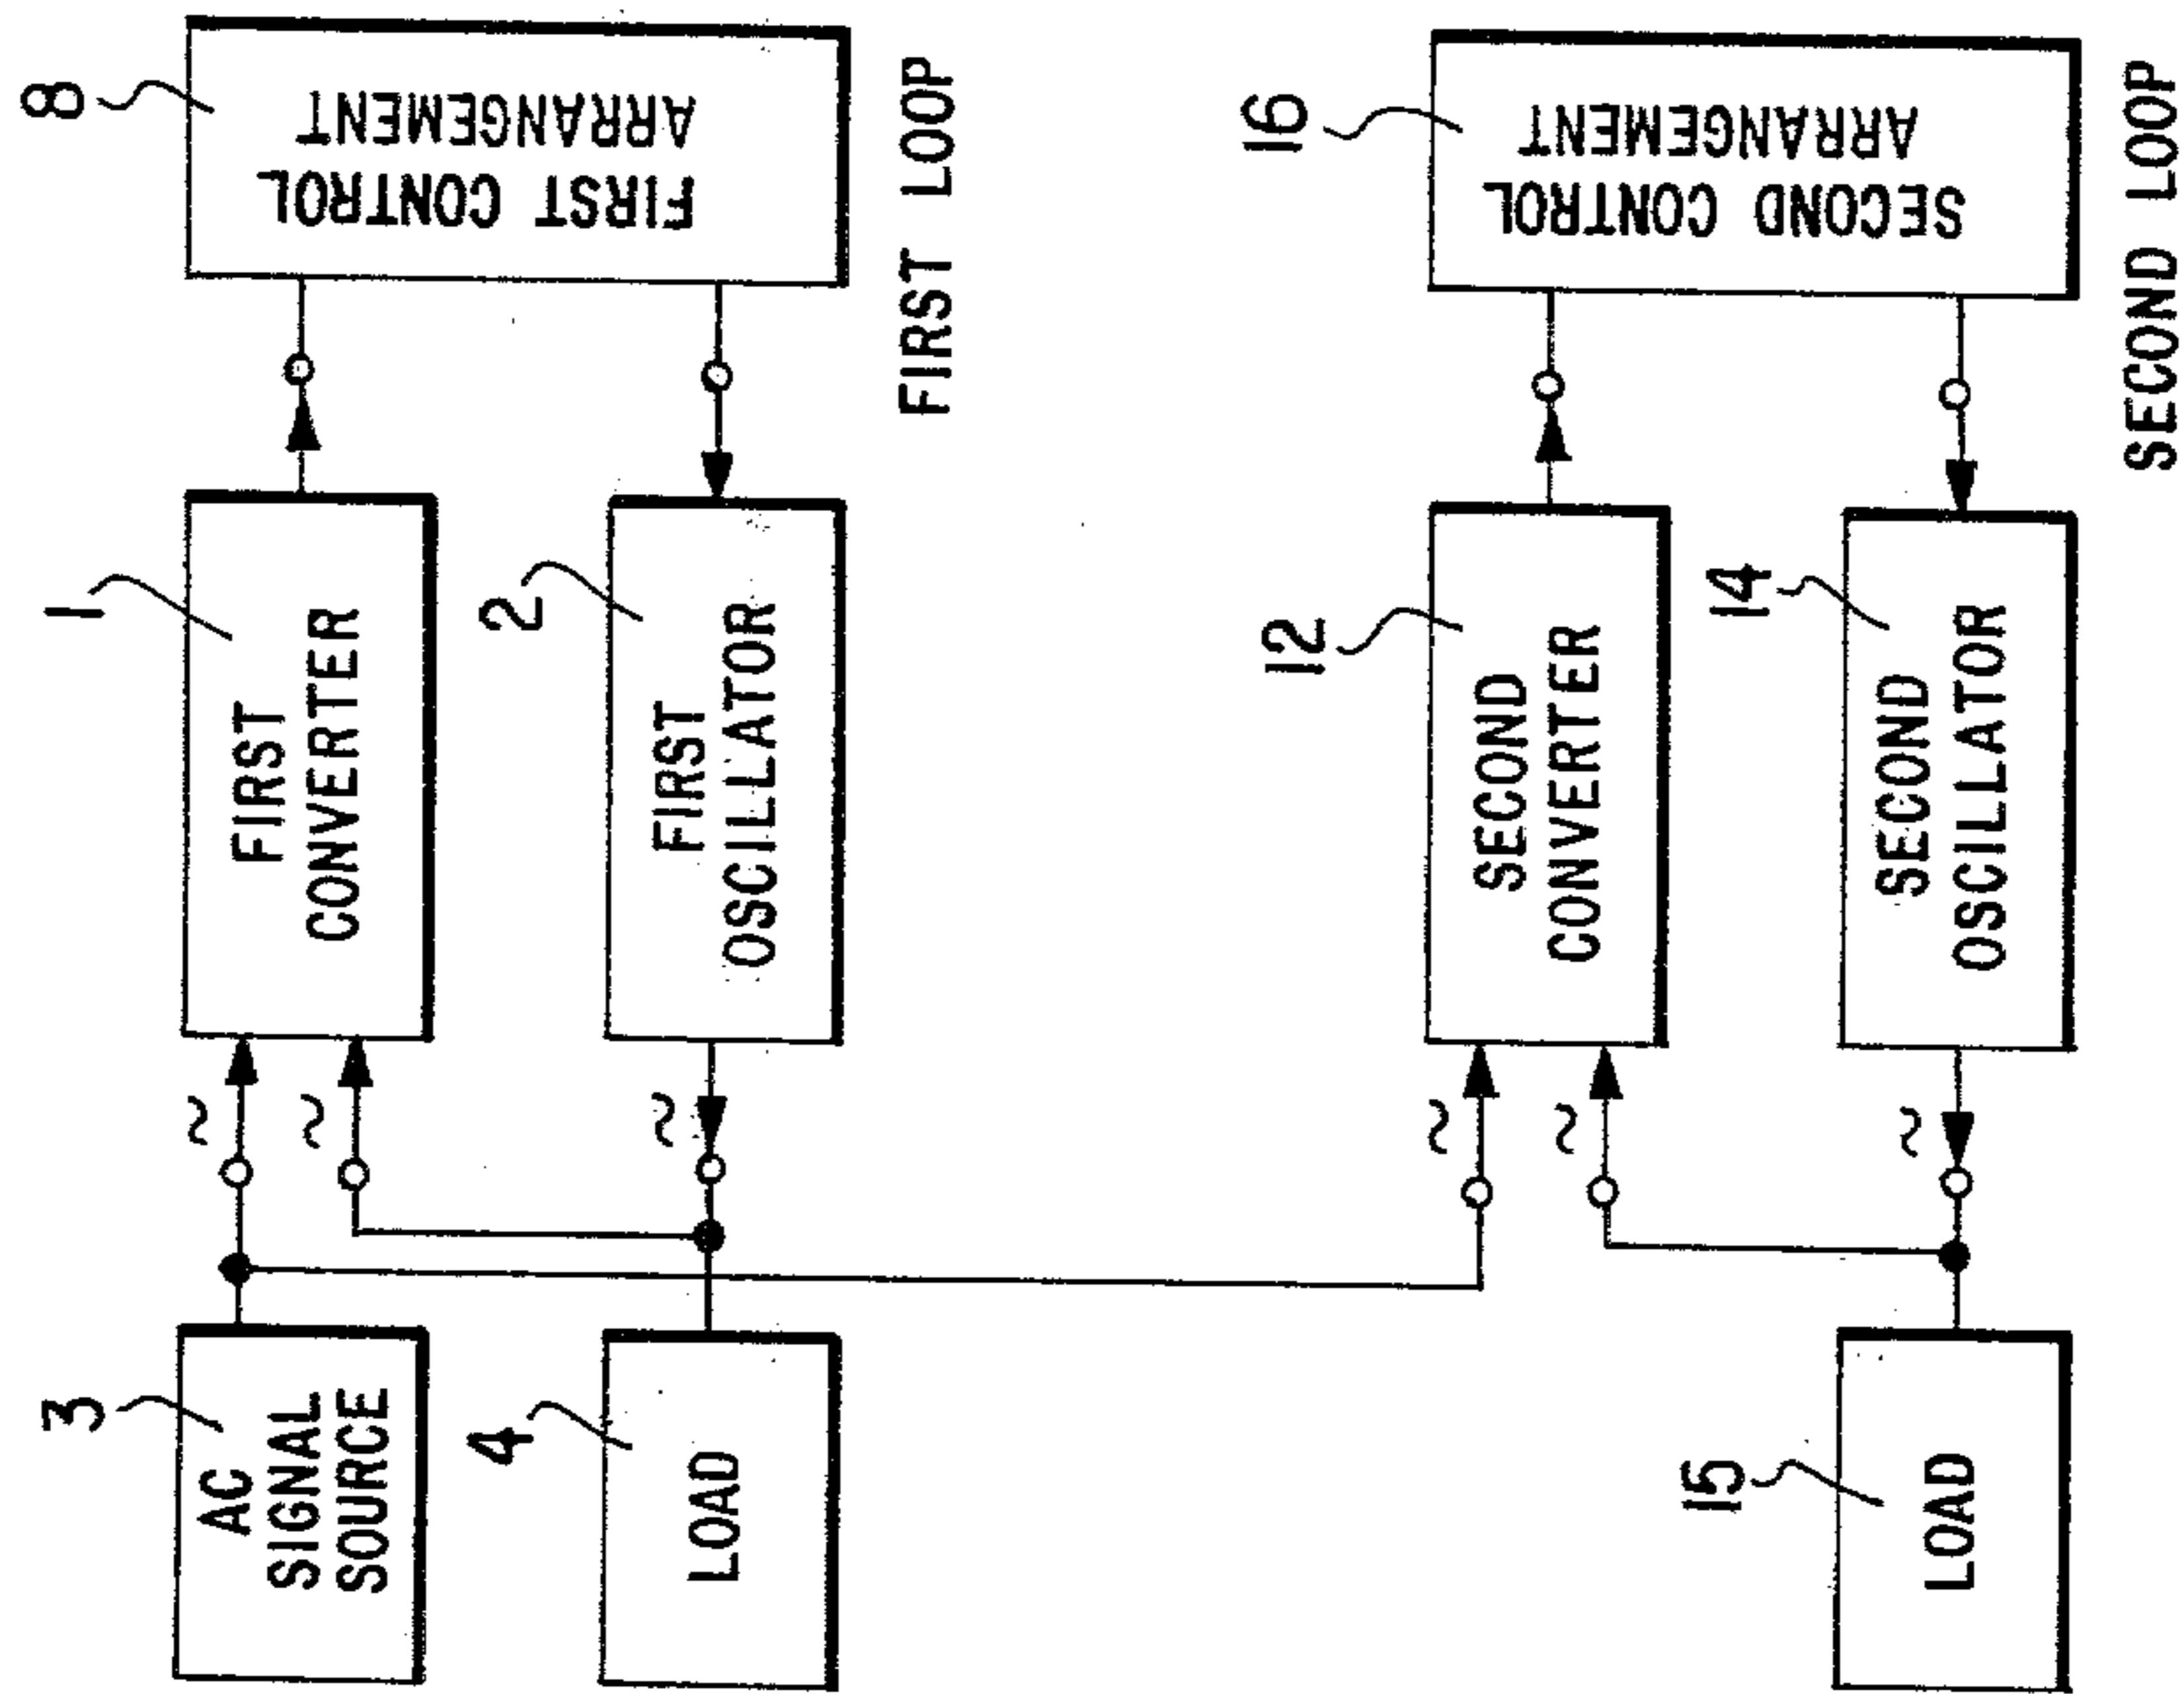 3
AC
SIGNAL
SOURCE
1
FIRST
CONVERTER
8
FIRST CONTROL
ARRANGEMENT
4
LOAD
2
FIRST
OSCILLATOR
FIRST LOOP
12
SECOND
CONVERTER
16
SECOND CONTROL
ARRANGEMENT
15
LOAD
14
SECOND
OSCILLATOR
SECOND LOOP
~
~
~
~
~
~